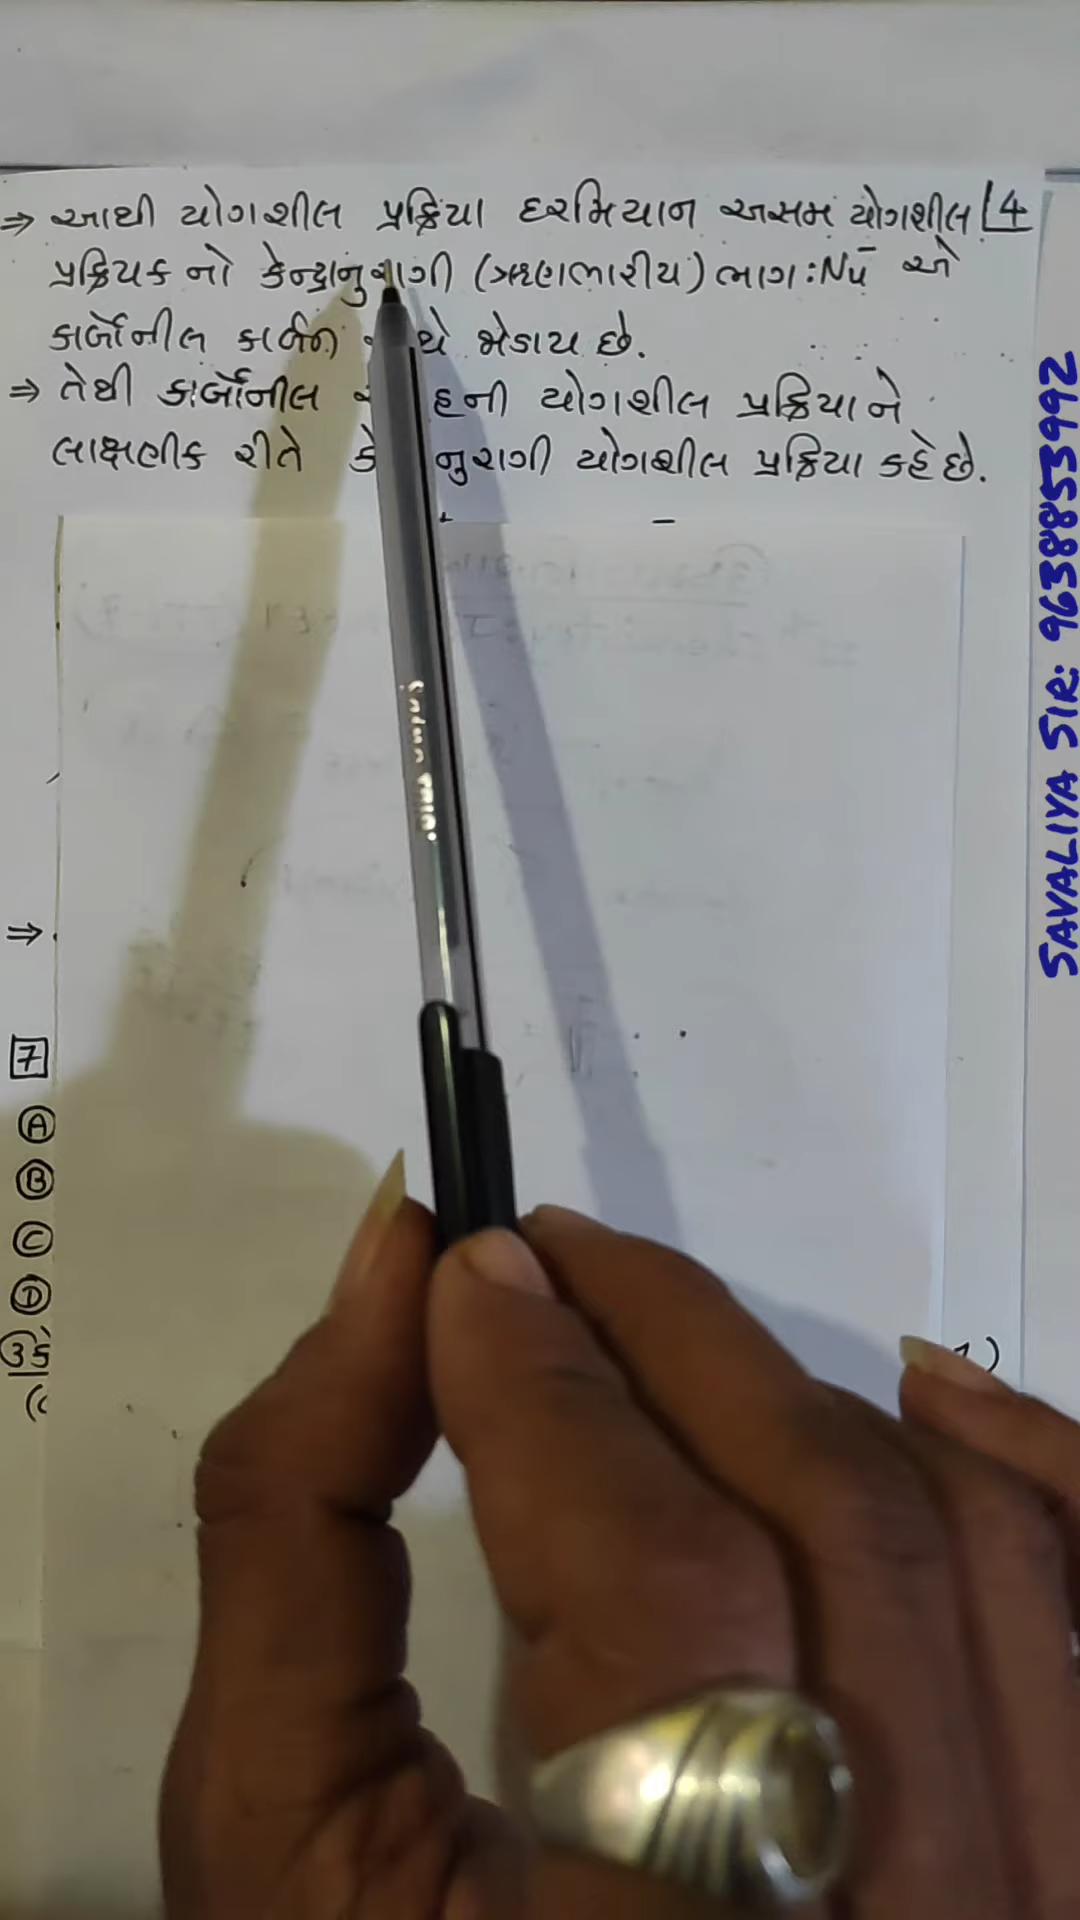 ⇒ આથી યોગશીલ પ્રક્રિયા દરમિયાન અસમ યોગશીલ 4
પ્રક્રિયક નો કેન્દ્રાનુરાગી (ઋણભારીય) ભાગ :Nu⁻ એ
કાર્બોનીલ કાર્બન થે જોડાય છે.
⇒ તેથી કાર્બોનીલ હની યોગશીલ પ્રક્રિયાને
લાક્ષણીક રીતે કે નુરાગી યોગશીલ પ્રક્રિયા કહે છે.
+ −
⇒
7
A
B
C
D
35
SAVALIYA SIR: 9638853992